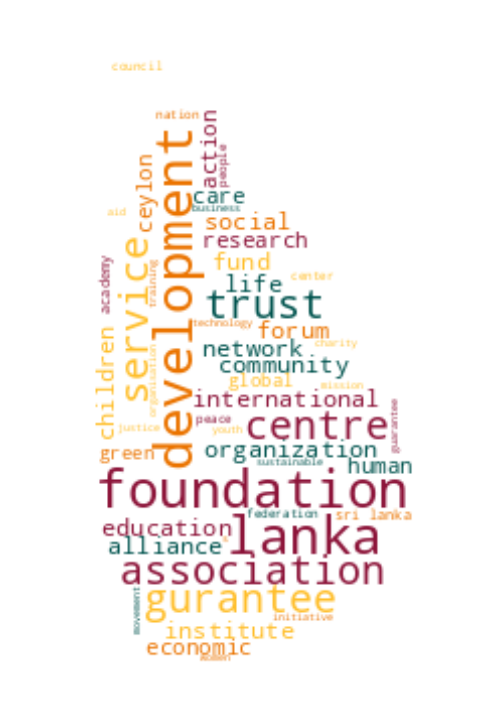 council
nation
action
people
development
ceylon
care
business
aid
social
research
service
academy
training
fund
center
life
trust
technology
forum
charity
network
children
organisation
community
global
mission
international
guarantee
peace
centre
justice
youth
green
organization
sustainable
human
foundation
federation
sri lanka
education
lanka
alliance
association
movement
gurantee
initiative
institute
economic
women